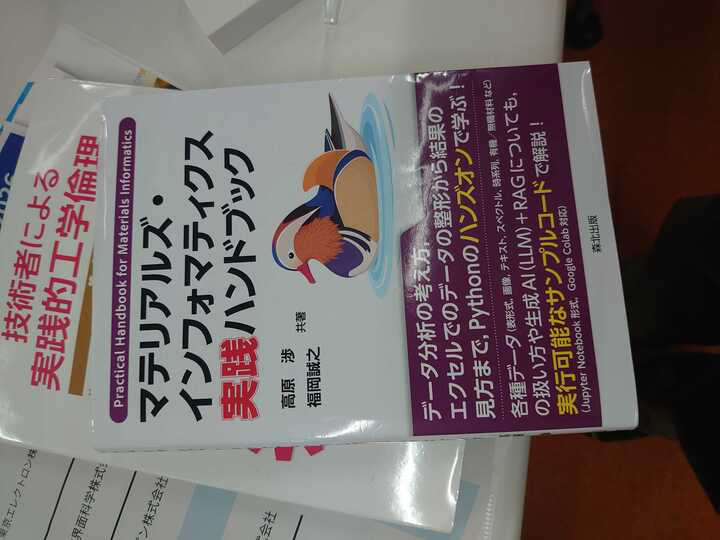 Practical Handbook for Materials Informatics
マテリアルズ・
インフォマティクス
実践ハンドブック
高原 渉
福岡誠之 共著
データ分析の考え方,
エクセルでのデータの整形から結果の
見方まで, Pythonのハンズオンで学ぶ!
各種データ(表形式, 画像, テキスト, スペクトル, 時系列, 有機/無機材料など)
の扱い方や生成AI(LLM)+RAGについても,
実行可能なサンプルコードで解説!
(Jupyter Notebook 形式, Google Colab 対応)
森北出版
技術者による
実践的工学倫理
東京エレクトロン株
界面科学株式
ン株式会社
式会社